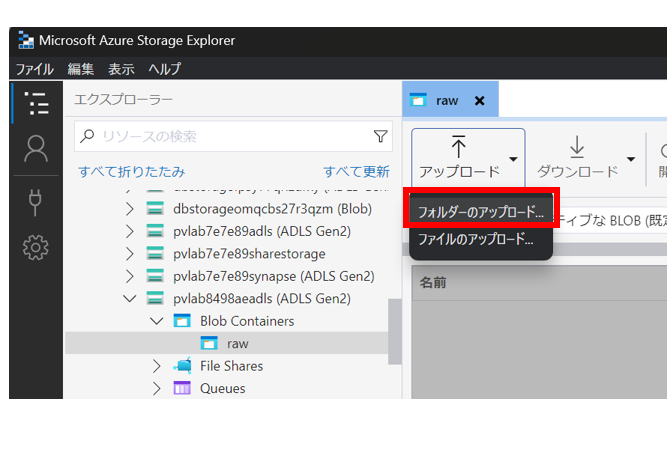 Microsoft Azure Storage Explorer
ファイル 編集 表示 ヘルプ
エクスプローラー
リソースの検索
すべて折りたたみ すべて更新
dbstorageomqcbs27r3qzm (Blob)
pvlab7e7e89adls (ADLS Gen2)
pvlab7e7e89sharestorage
pvlab7e7e89synapse (ADLS Gen2)
pvlab8498aeadls (ADLS Gen2)
Blob Containers
raw
File Shares
Queues
raw
アップロード ダウンロード
フォルダーのアップロード...
ファイルのアップロード...
ティブな BLOB (既定
名前